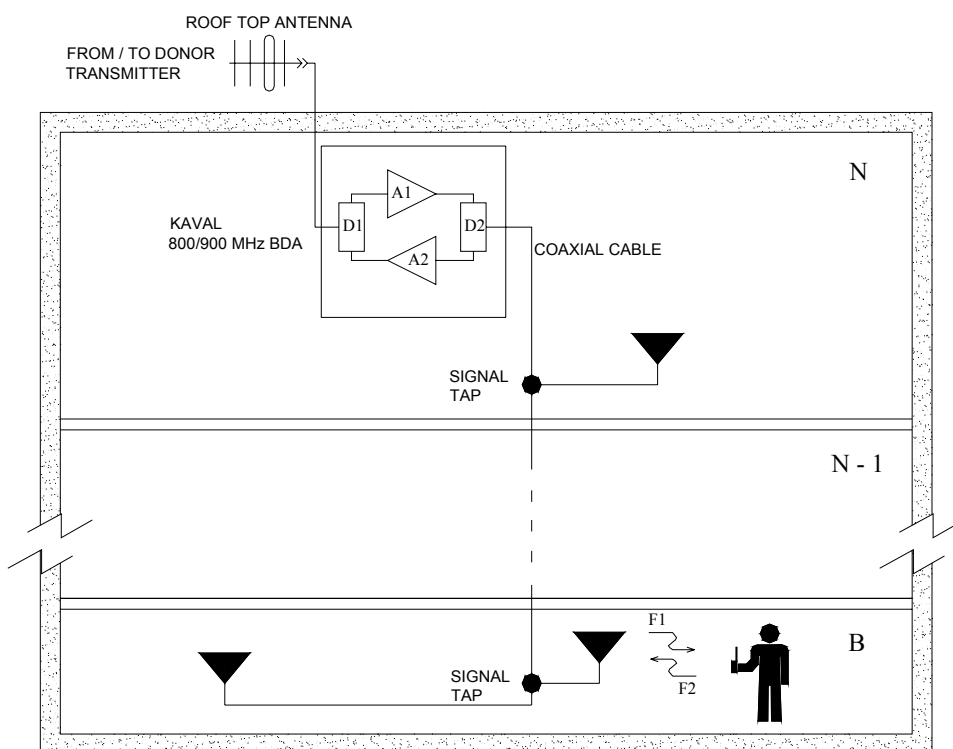 ROOF TOP ANTENNA
FROM / TO DONOR
TRANSMITTER
N
A1
D1
D2
KAVAL
800/900 MHz BDA
A2
COAXIAL CABLE
SIGNAL
TAP
N - 1
F1
B
SIGNAL
TAP
F2